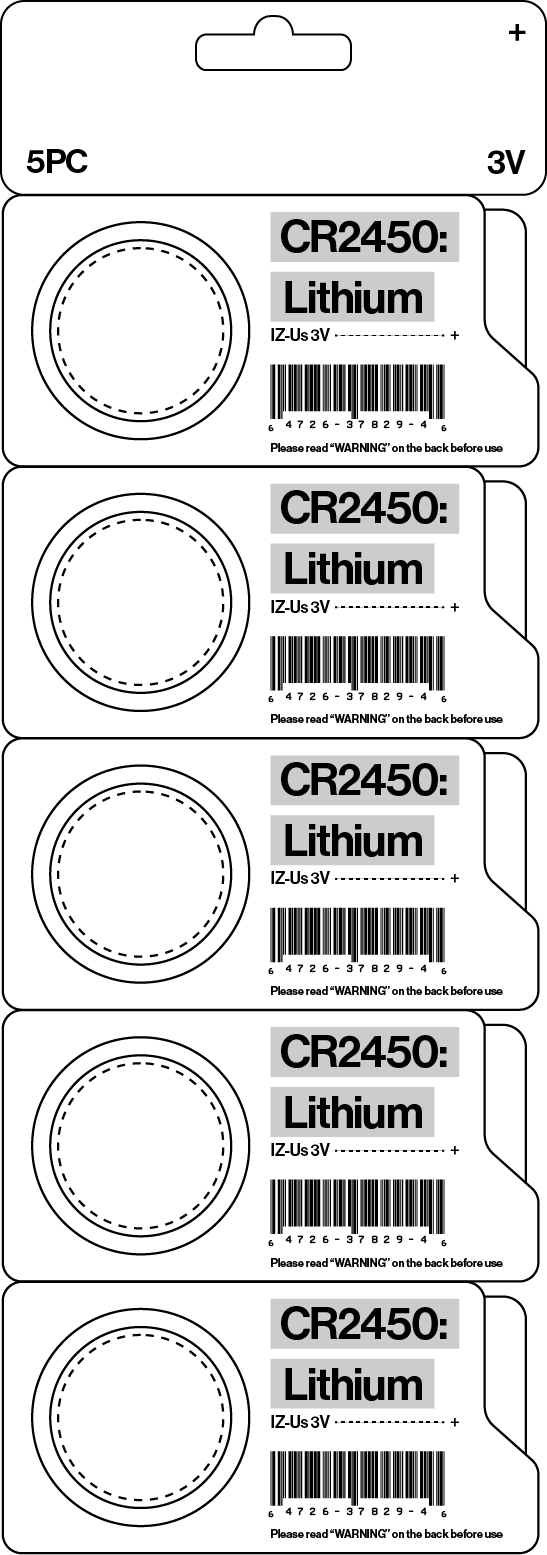 +
5PC 3V
CR2450:
Lithium
IZ-Us 3V +
6 4726-37829-4 6
Please read “WARNING” on the back before use
CR2450:
Lithium
IZ-Us 3V +
6 4726-37829-4 6
Please read “WARNING” on the back before use
CR2450:
Lithium
IZ-Us 3V +
6 4726-37829-4 6
Please read “WARNING” on the back before use
CR2450:
Lithium
IZ-Us 3V +
6 4726-37829-4 6
Please read “WARNING” on the back before use
CR2450:
Lithium
IZ-Us 3V +
6 4726-37829-4 6
Please read “WARNING” on the back before use